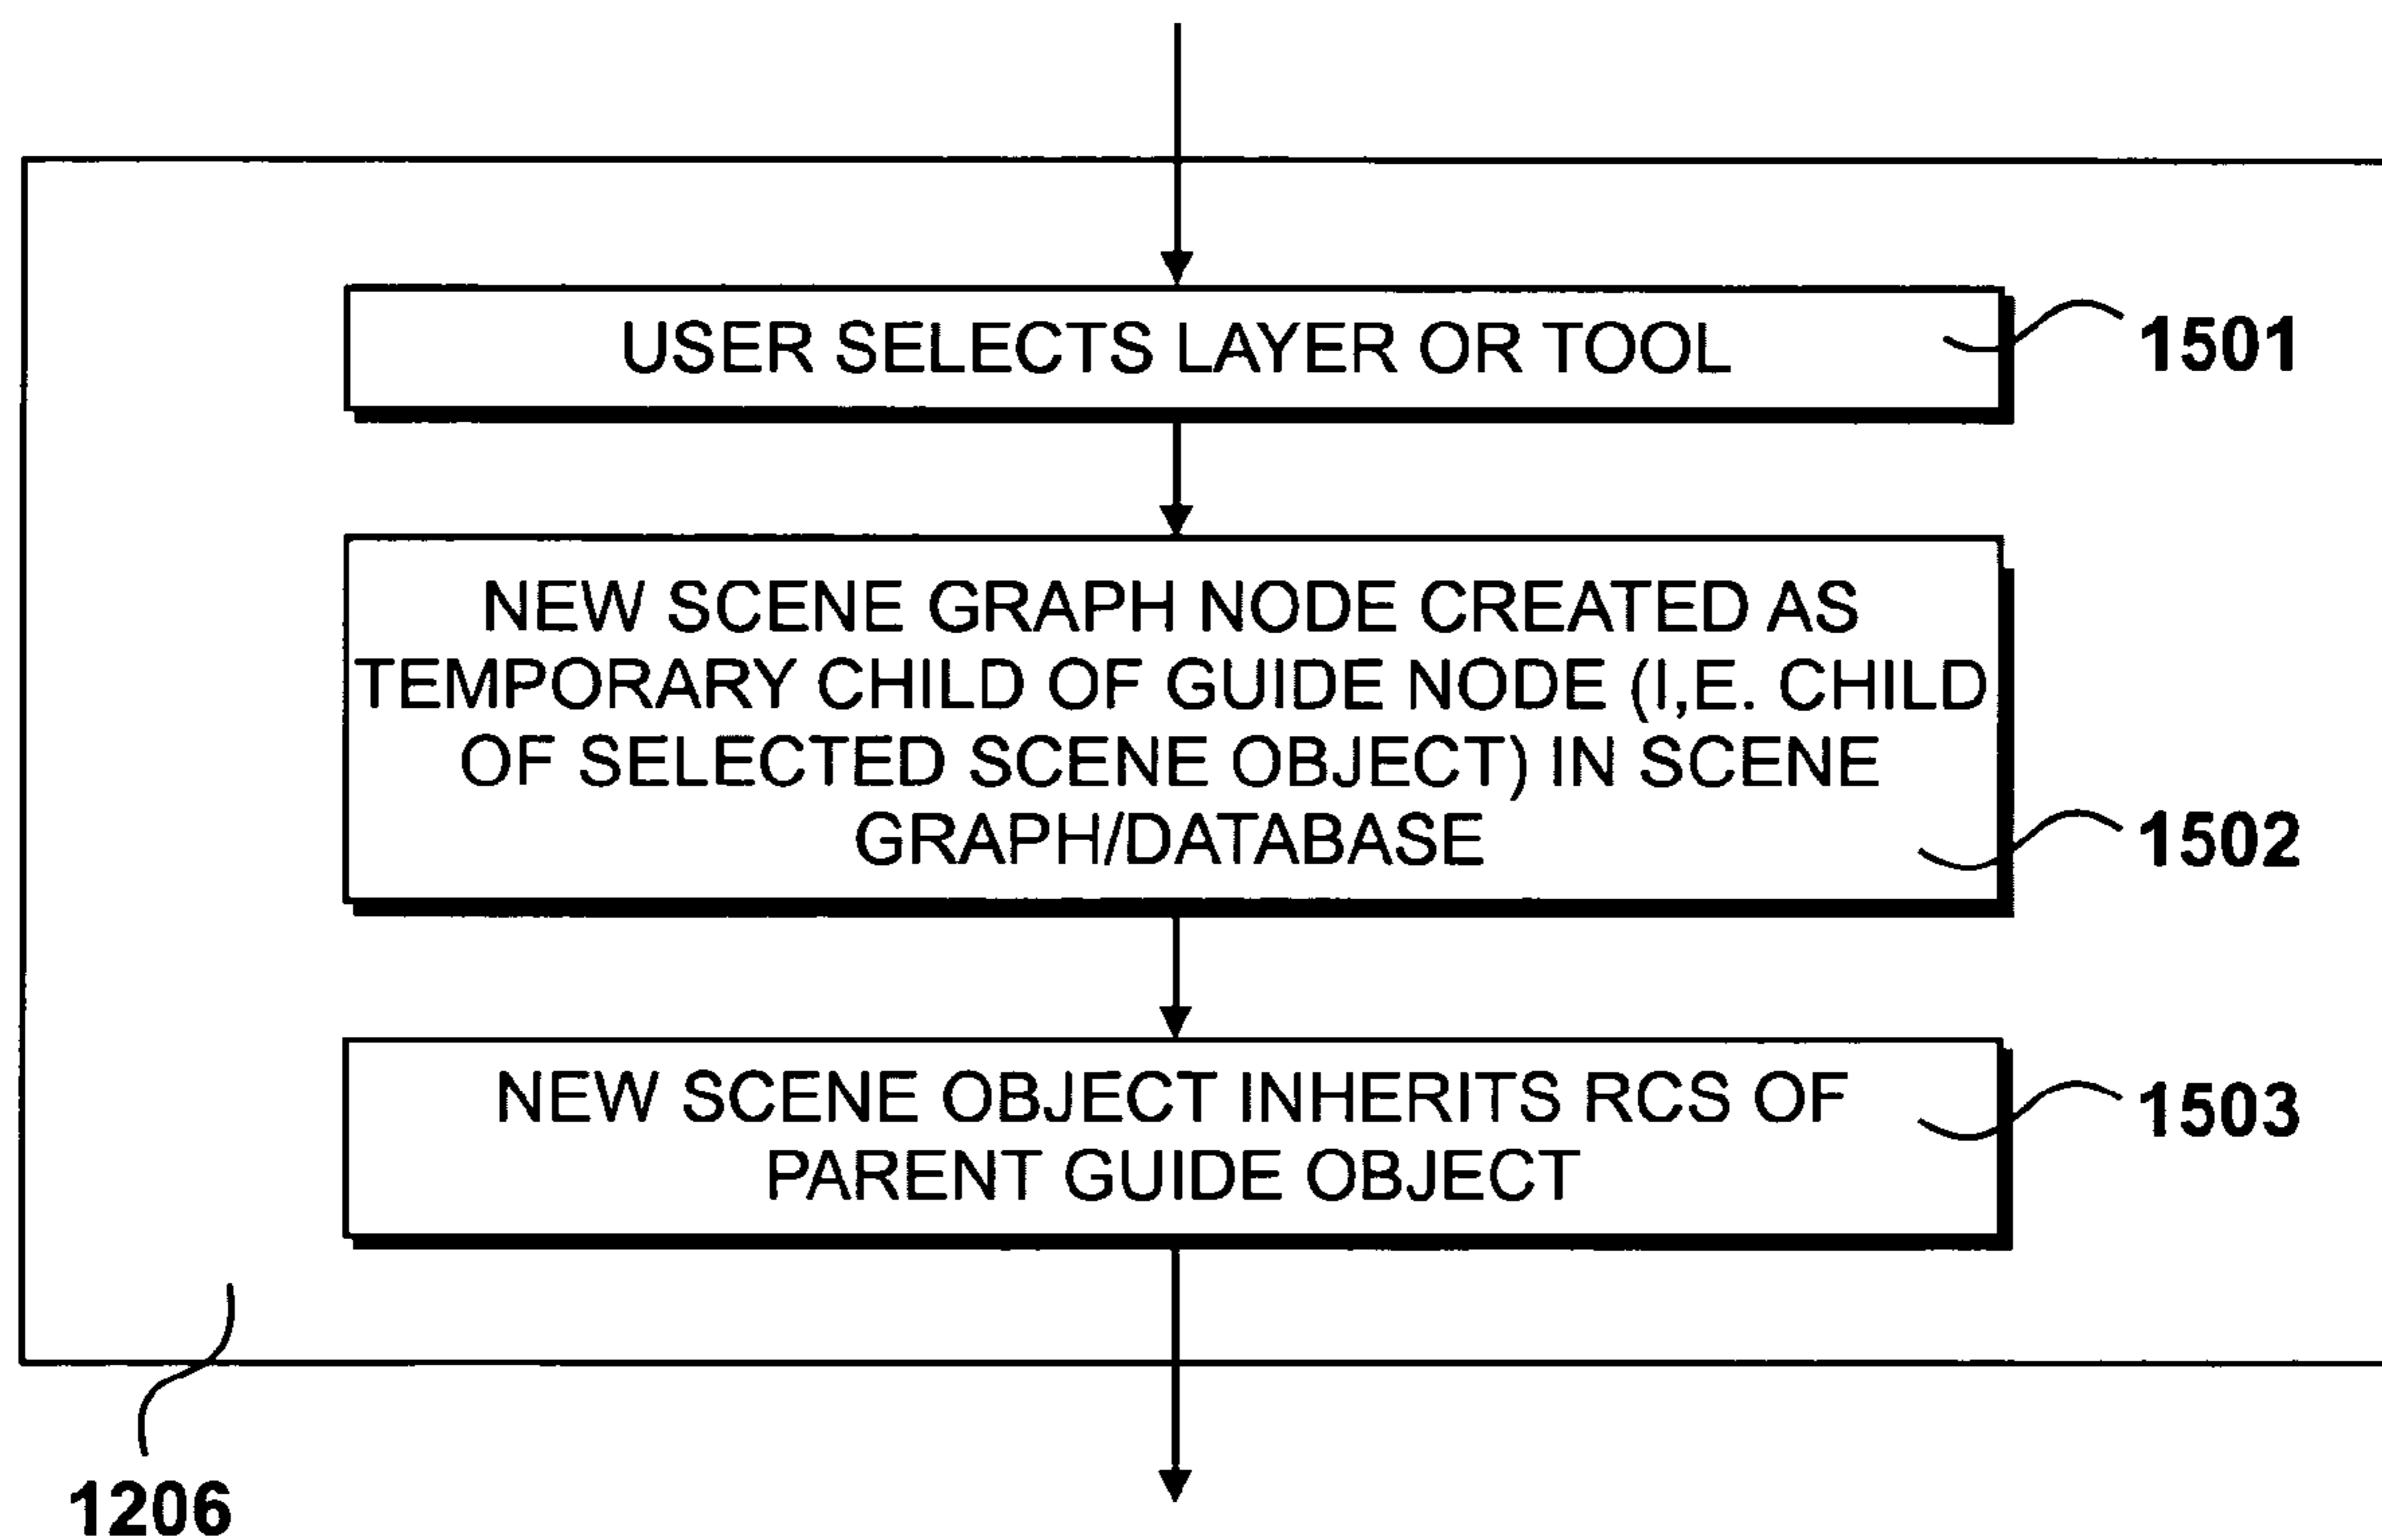 USER SELECTS LAYER OR TOOL
1501
NEW SCENE GRAPH NODE CREATED AS
TEMPORARY CHILD OF GUIDE NODE (I,E. CHILD
OF SELECTED SCENE OBJECT) IN SCENE
GRAPH/DATABASE
1502
NEW SCENE OBJECT INHERITS RCS OF
PARENT GUIDE OBJECT
1503
1206